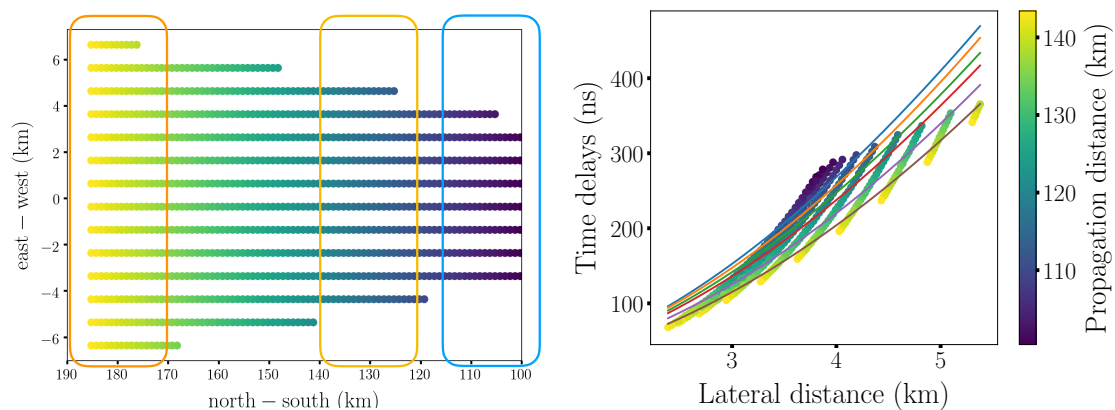 6
4
2
0
−2
−4
−6
east − west (km)
190 180 170 160 150 140 130 120 110 100
north − south (km)
400
300
200
100
Time delays (ns)
3 4 5
Lateral distance (km)
140
130
120
110
Propagation distance (km)